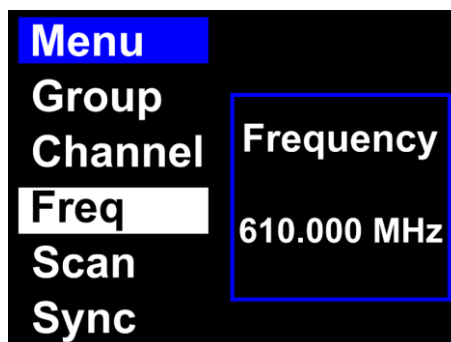 Menu
Group
Channel
Freq
Scan
Sync
Frequency
610.000 MHz